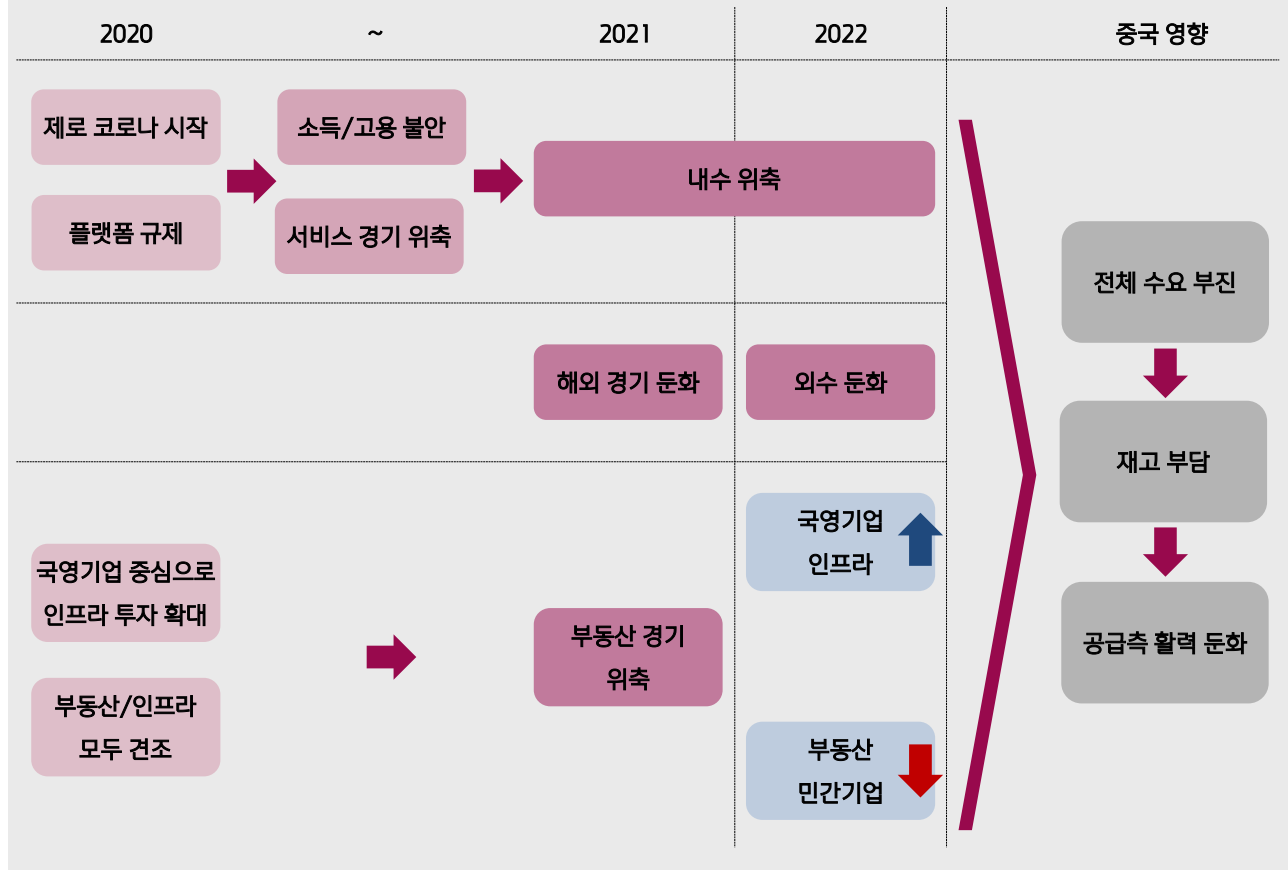 2020
~
2021
2022
중국 영향
제로 코로나 시작
플랫폼 규제
소득/고용 불안
서비스 경기 위축
내수 위축
해외 경기 둔화
외수 둔화
국영기업 중심으로
인프라 투자 확대
부동산/인프라
모두 견조
부동산 경기
위축
국영기업
인프라
부동산
민간기업
전체 수요 부진
재고 부담
공급측 활력 둔화